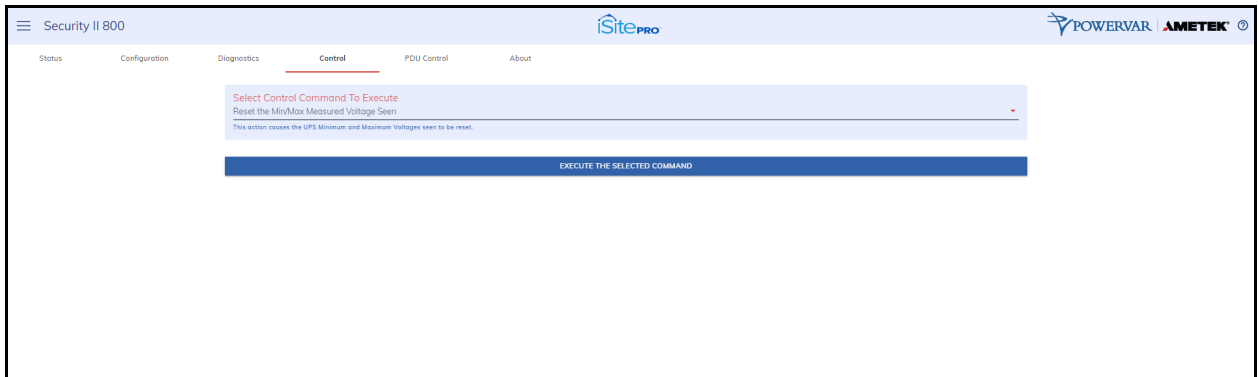 Security II 800
iSite PRO
POWERVAR
AMETEK®
Status
Configuration
Diagnostics
Control
PDU Control
About
Select Control Command To Execute
Reset the Min/Max Measured Voltage Seen
This action causes the UPS Minimum and Maximum Voltages seen to be reset.
EXECUTE THE SELECTED COMMAND